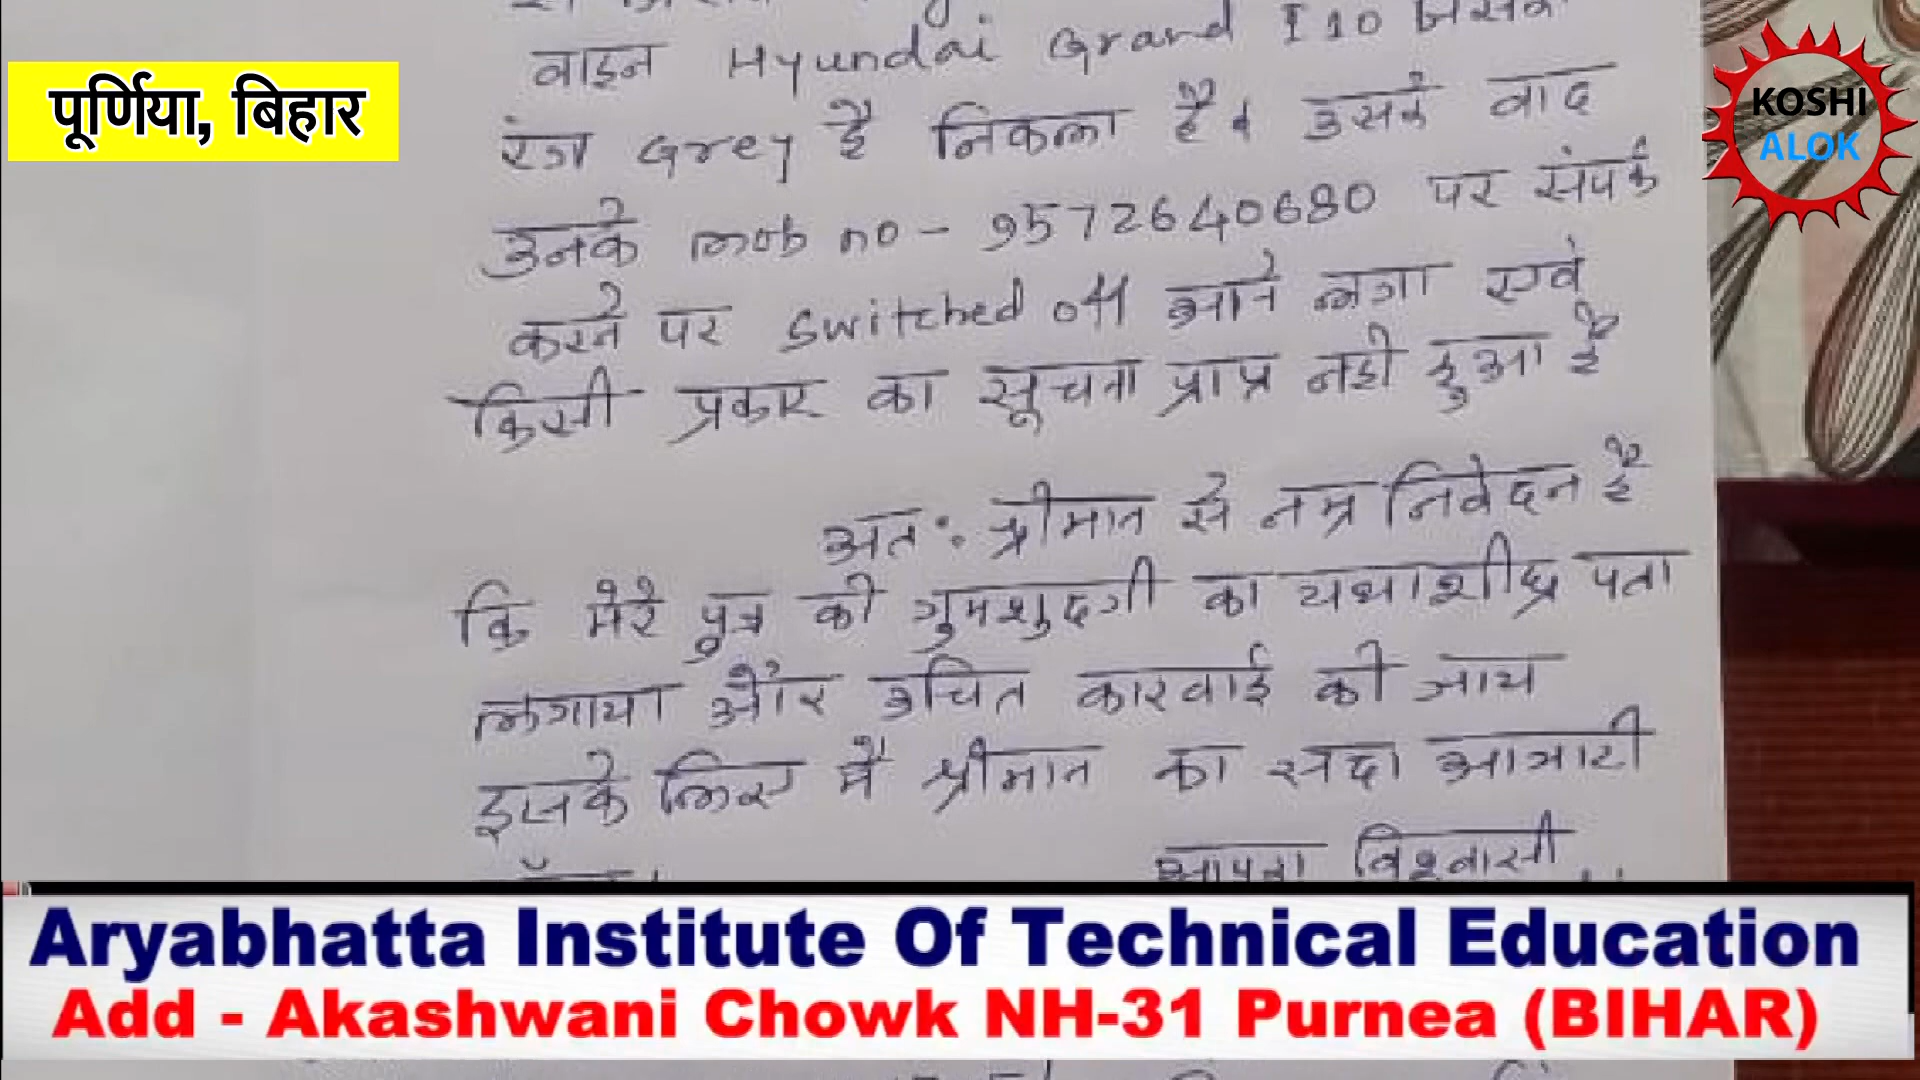 वाहन Hyundai Grand I10 जिसका
रंग Grey है निकला है। उसके बाद
उनके mob no - 9572640680 पर संपर्क
करने पर switched off आने लगा एवं
किसी प्रकार का सूचना प्राप्त नही हुआ है
अतः श्रीमान से नम्र निवेदन है
कि मेरे पुत्र की गुमशुदगी का यथाशीघ्र पता
लगाया और उचित कारवाई की जाय
इसके लिए मैं श्रीमान का सदा आभारी
आपका विश्वासी
पूर्णिया, बिहार
KOSHI
ALOK
Aryabhatta Institute Of Technical Education
Add - Akashwani Chowk NH-31 Purnea (BIHAR)